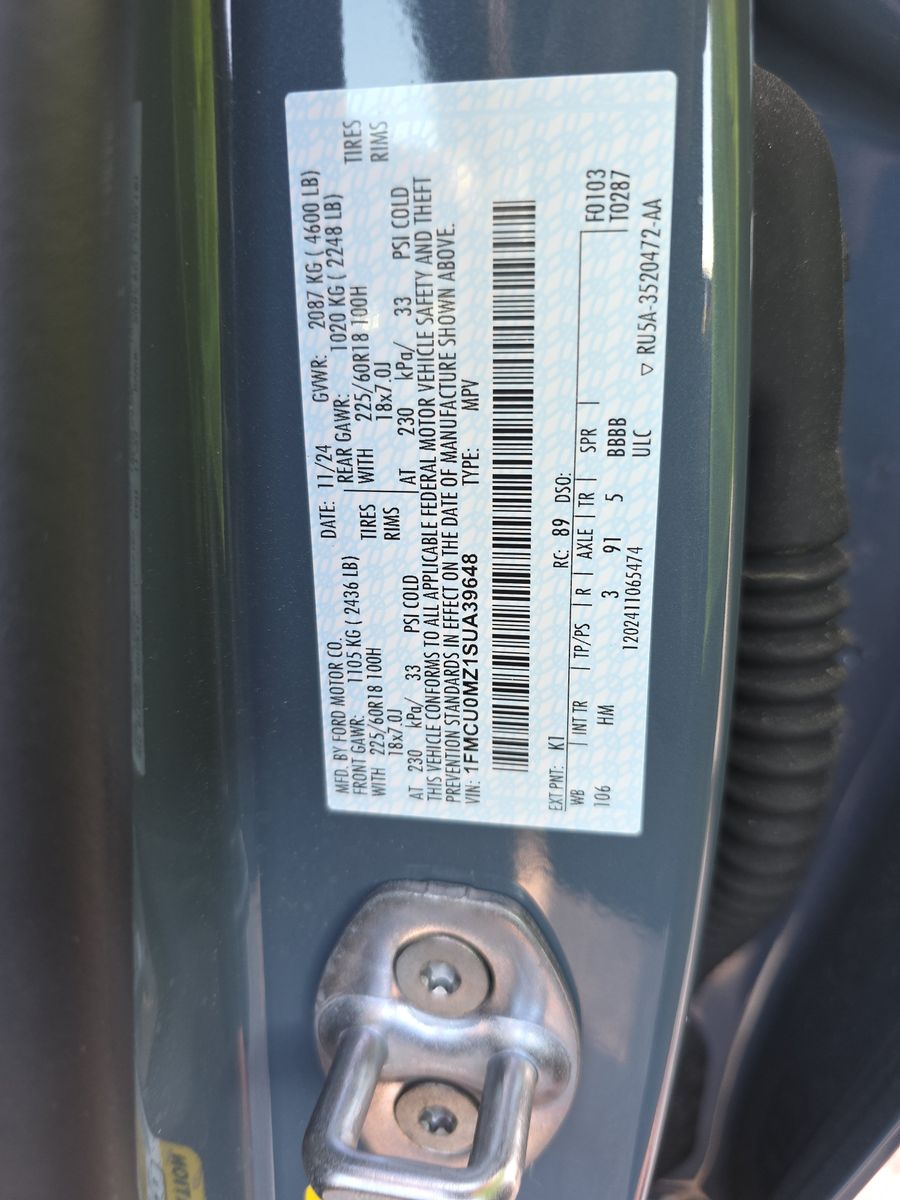 MFD. BY FORD MOTOR CO.
DATE: 11/24 GVWR: 2087 KG ( 4600 LB)
FRONT GAWR: 1105 KG ( 2436 LB) REAR GAWR: 1020 KG ( 2248 LB)
WITH 225/60R18 100H TIRES WITH 225/60R18 100H TIRES
18x7.0J RIMS 18x7.0J RIMS
AT 230 kPa/ 33 PSI COLD AT 230 kPa/ 33 PSI COLD
THIS VEHICLE CONFORMS TO ALL APPLICABLE FEDERAL MOTOR VEHICLE SAFETY AND THEFT
PREVENTION STANDARDS IN EFFECT ON THE DATE OF MANUFACTURE SHOWN ABOVE.
VIN: 1FMCU0MZ1SUA39648 TYPE: MPV
EXT PNT: K1 RC: 89 DSO:
WB INT TR TP/PS R AXLE TR SPR F0103
106 HM 3 91 5 BBBB T0287
1202411065474 ULC ▽ RU5A-3520472-AA